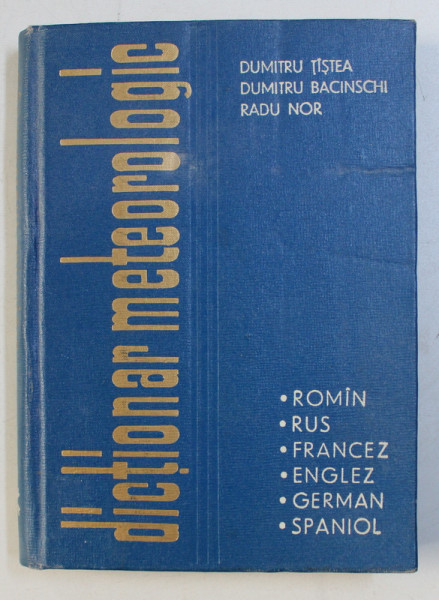 DUMITRU ȚÎȘTEA
DUMITRU BACINSCHI
RADU NOR
dicționar meteorologic
• ROMÎN
• RUS
• FRANCEZ
• ENGLEZ
• GERMAN
• SPANIOL